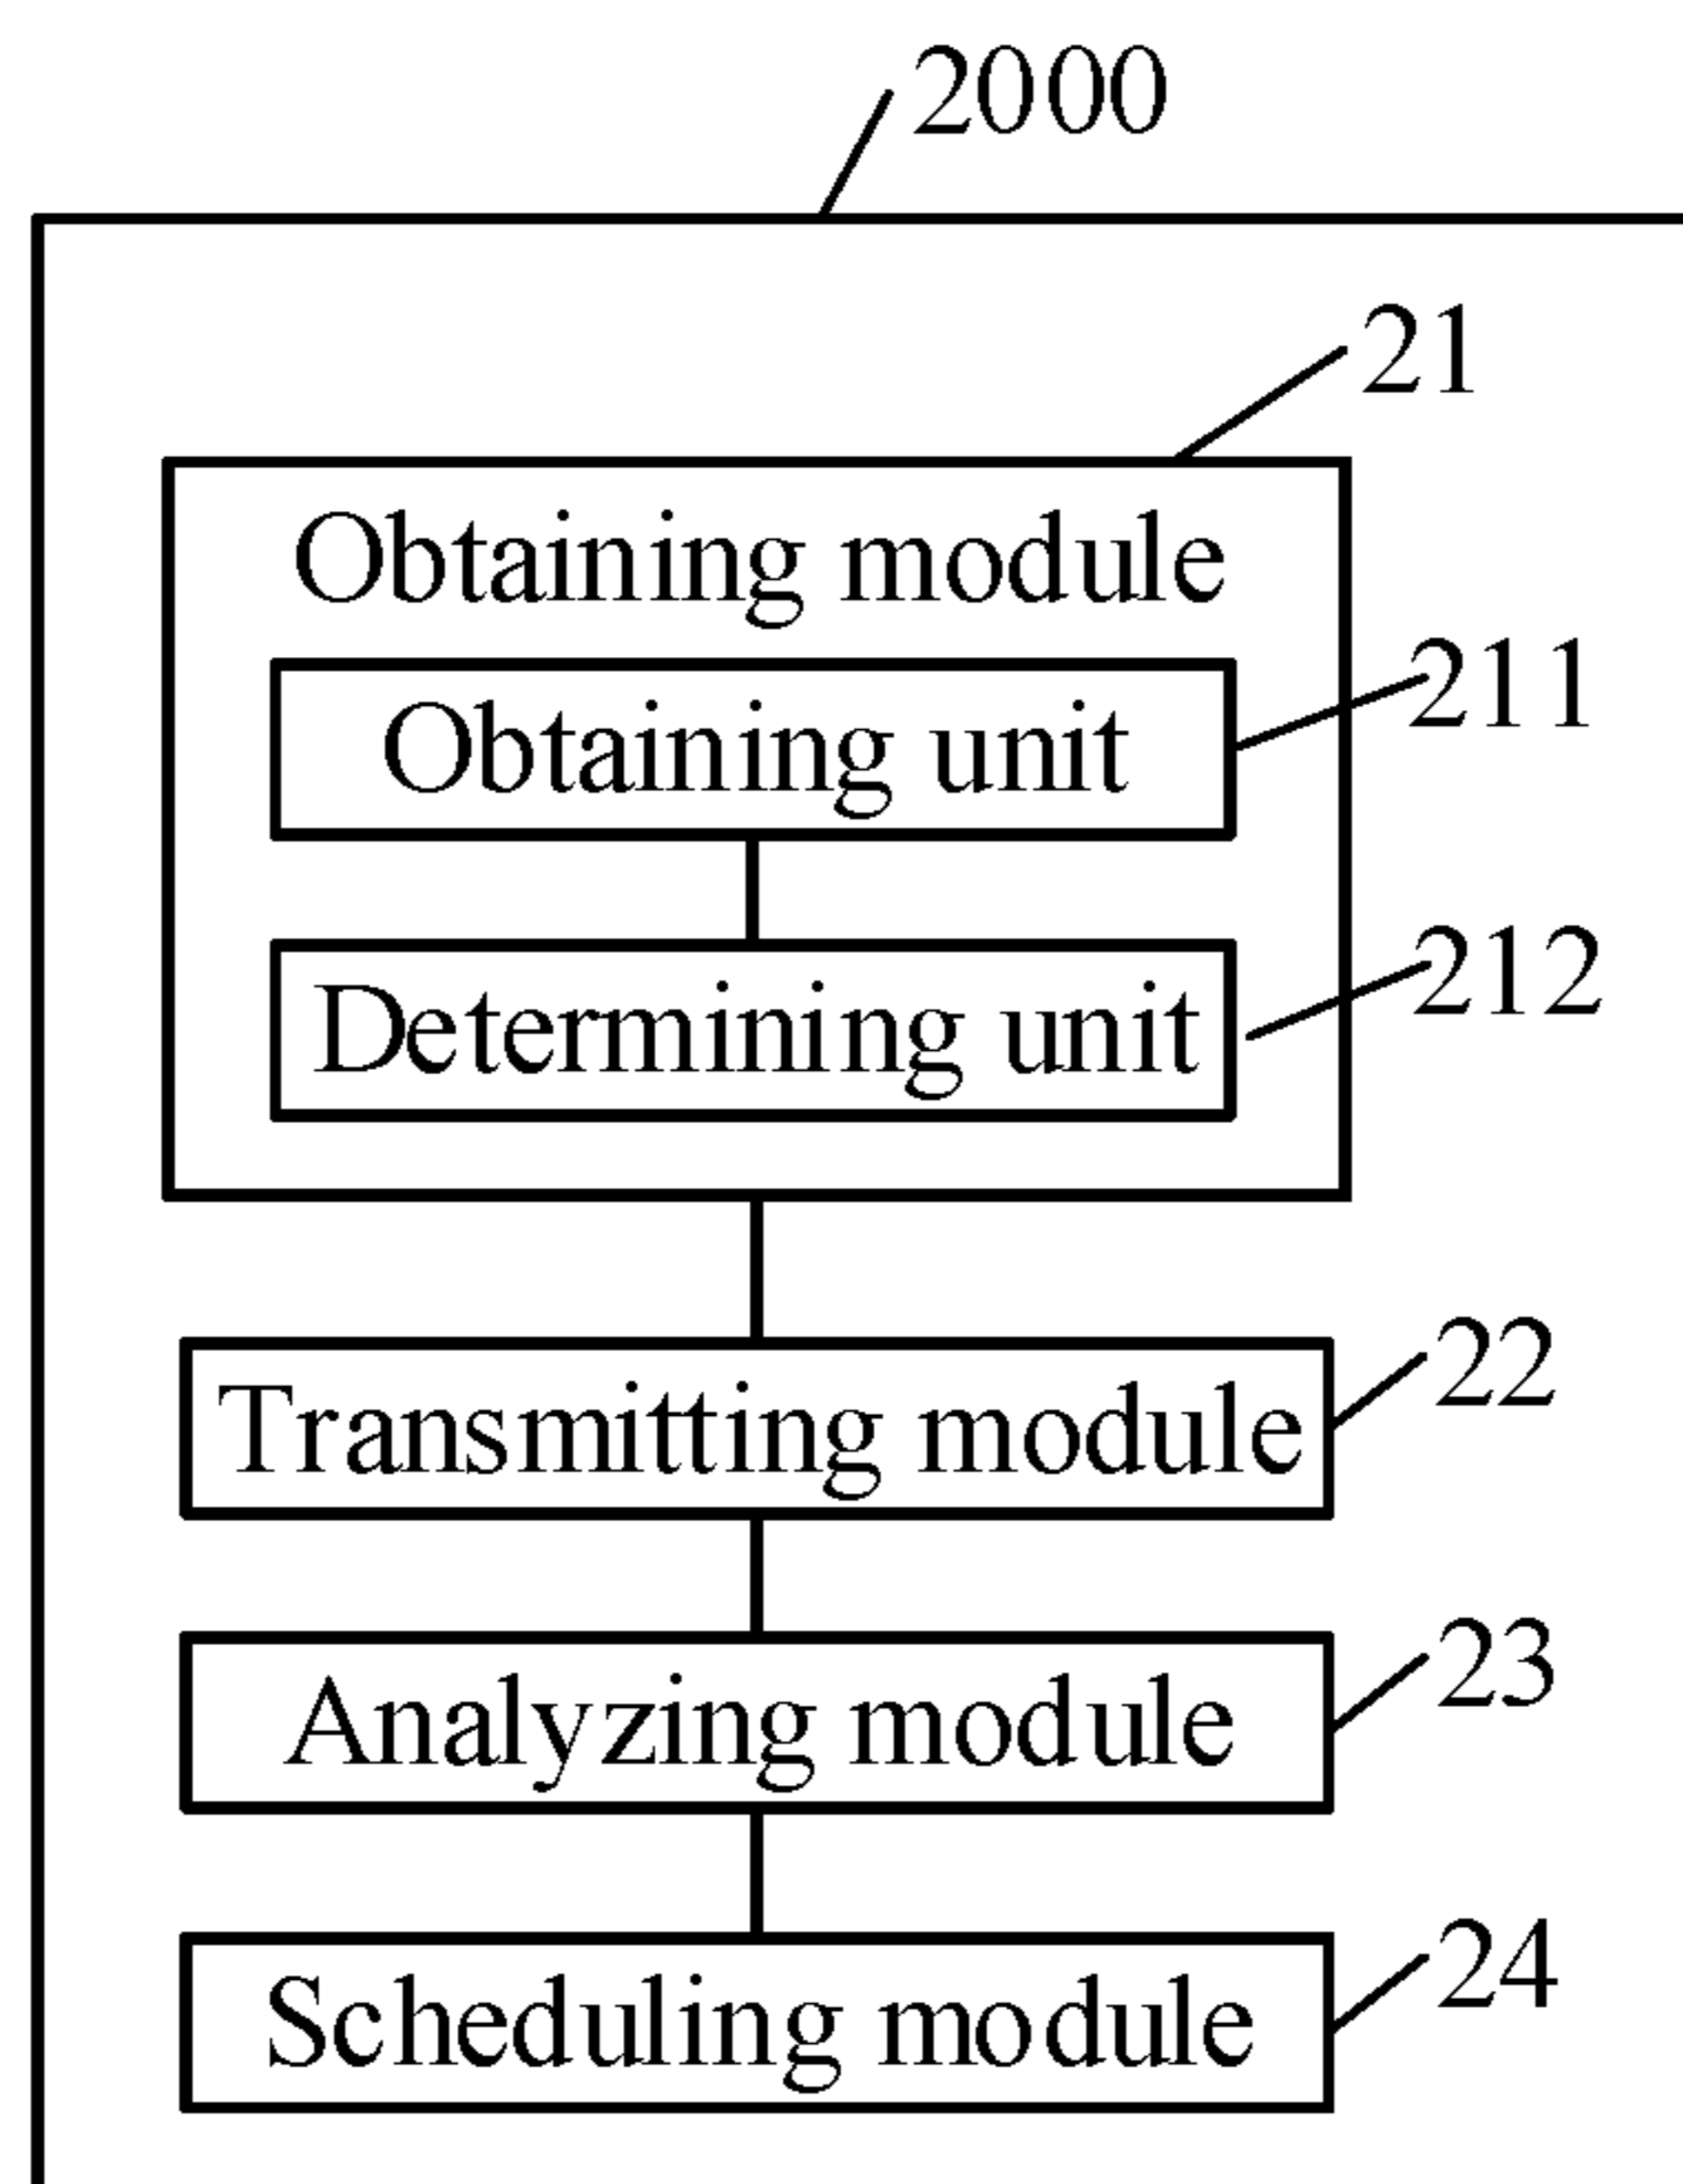 2000
21
Obtaining module
211
Obtaining unit
212
Determining unit
22
Transmitting module
23
Analyzing module
24
Scheduling module